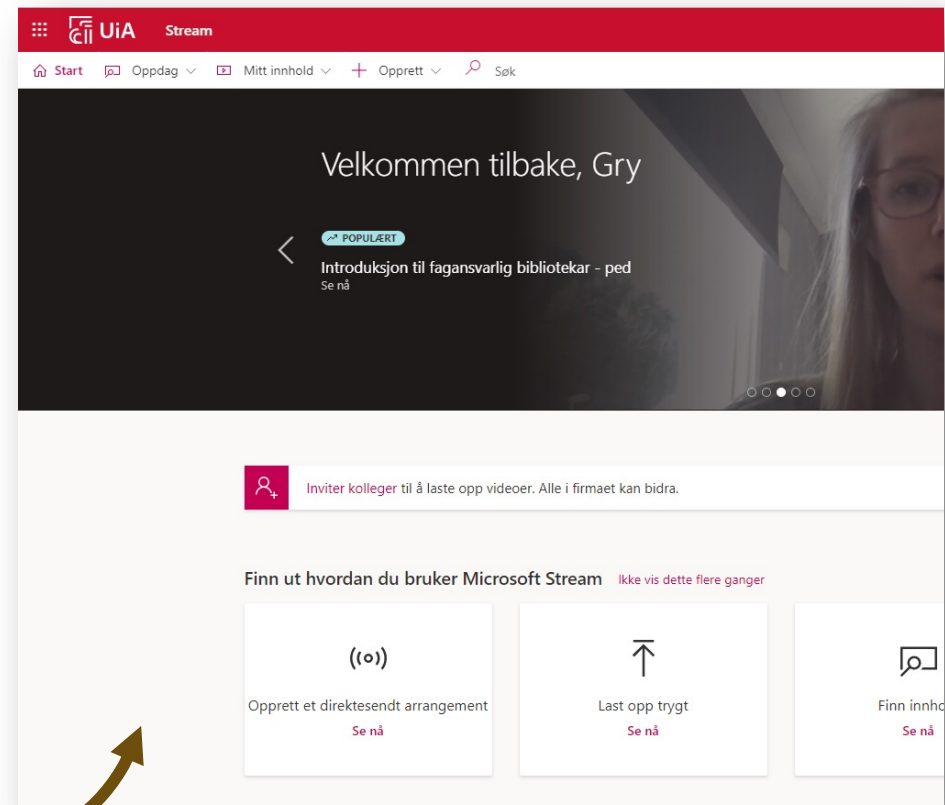 UiA Stream
Start Oppdag Mitt innhold Opprett Søk
Velkommen tilbake, Gry
POPULÆRT
Introduksjon til fagansvarlig bibliotekar - ped
Se nå
Inviter kolleger til å laste opp videoer. Alle i firmaet kan bidra.
Finn ut hvordan du bruker Microsoft Stream Ikke vis dette flere ganger
Opprett et direktesendt arrangement
Se nå
Last opp trygt
Se nå
Finn
Se nå